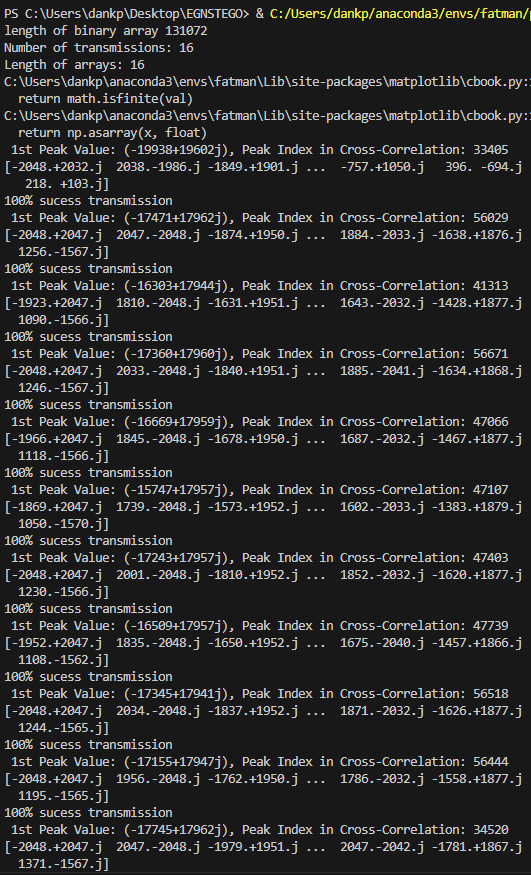 PS C:\Users\dankp\Desktop\EGNSTEGO> & C:/Users/dankp/anaconda3/envs/fatman/
length of binary array 131072
Number of transmissions: 16
Length of arrays: 16
C:\Users\dankp\anaconda3\envs\fatman\Lib\site-packages\matplotlib\cbook.py:
return math.isfinite(val)
C:\Users\dankp\anaconda3\envs\fatman\Lib\site-packages\matplotlib\cbook.py:
return np.asarray(x, float)
1st Peak Value: (-19938+19602j), Peak Index in Cross-Correlation: 33405
[-2048.+2032.j  2038.-1986.j -1849.+1901.j ...  -757.+1050.j   396. -694.j
218. +103.j]
100% sucess transmission
1st Peak Value: (-17471+17962j), Peak Index in Cross-Correlation: 56029
[-2048.+2047.j  2047.-2048.j -1874.+1950.j ...  1884.-2033.j -1638.+1876.j
1256.-1567.j]
100% sucess transmission
1st Peak Value: (-16303+17944j), Peak Index in Cross-Correlation: 41313
[-1923.+2047.j  1810.-2048.j -1631.+1951.j ...  1643.-2032.j -1428.+1877.j
1090.-1566.j]
100% sucess transmission
1st Peak Value: (-17360+17960j), Peak Index in Cross-Correlation: 56671
[-2048.+2047.j  2033.-2048.j -1840.+1951.j ...  1885.-2041.j -1634.+1868.j
1246.-1567.j]
100% sucess transmission
1st Peak Value: (-16669+17959j), Peak Index in Cross-Correlation: 47066
[-1966.+2047.j  1845.-2048.j -1678.+1950.j ...  1687.-2032.j -1467.+1877.j
1118.-1566.j]
100% sucess transmission
1st Peak Value: (-15747+17957j), Peak Index in Cross-Correlation: 47107
[-1869.+2047.j  1739.-2048.j -1573.+1952.j ...  1602.-2033.j -1383.+1879.j
1050.-1570.j]
100% sucess transmission
1st Peak Value: (-17243+17957j), Peak Index in Cross-Correlation: 47403
[-2048.+2047.j  2001.-2048.j -1810.+1952.j ...  1852.-2032.j -1620.+1877.j
1230.-1566.j]
100% sucess transmission
1st Peak Value: (-16509+17957j), Peak Index in Cross-Correlation: 47739
[-1952.+2047.j  1835.-2048.j -1650.+1952.j ...  1675.-2040.j -1457.+1866.j
1108.-1562.j]
100% sucess transmission
1st Peak Value: (-17345+17941j), Peak Index in Cross-Correlation: 56518
[-2048.+2047.j  2034.-2048.j -1837.+1952.j ...  1871.-2032.j -1626.+1877.j
1244.-1565.j]
100% sucess transmission
1st Peak Value: (-17155+17947j), Peak Index in Cross-Correlation: 56444
[-2048.+2047.j  1956.-2048.j -1762.+1950.j ...  1786.-2032.j -1558.+1877.j
1195.-1565.j]
100% sucess transmission
1st Peak Value: (-17745+17962j), Peak Index in Cross-Correlation: 34520
[-2048.+2047.j  2047.-2048.j -1979.+1951.j ...  2047.-2042.j -1781.+1867.j
1371.-1567.j]